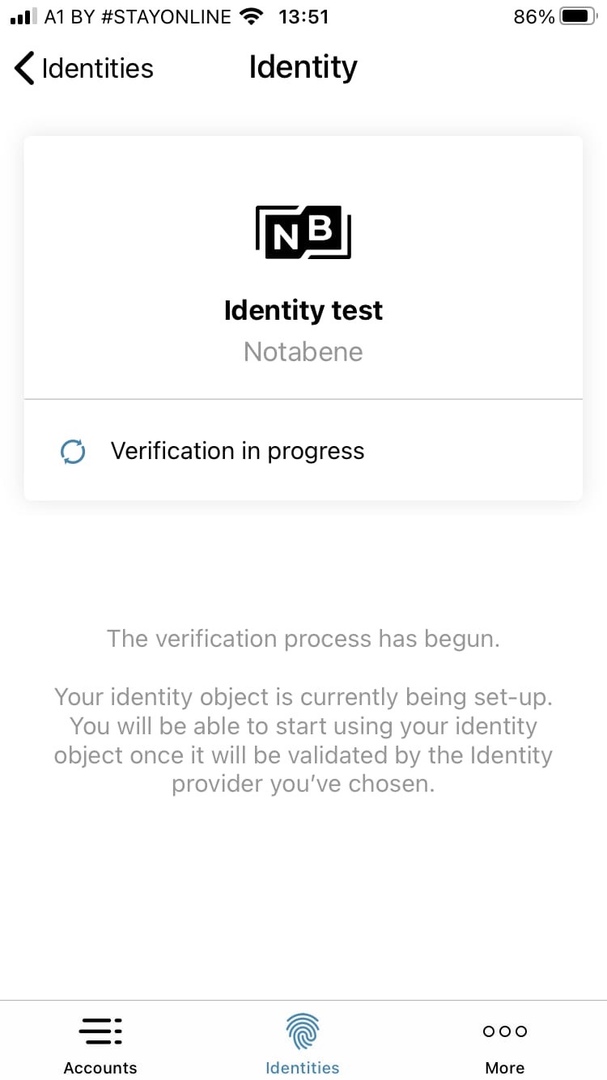 A1 BY #STAYONLINE 13:51 86%
Identities Identity
NB
Identity test
Notabene
Verification in progress
The verification process has begun.
Your identity object is currently being set-up.
You will be able to start using your identity
object once it will be validated by the Identity
provider you’ve chosen.
Accounts Identities More